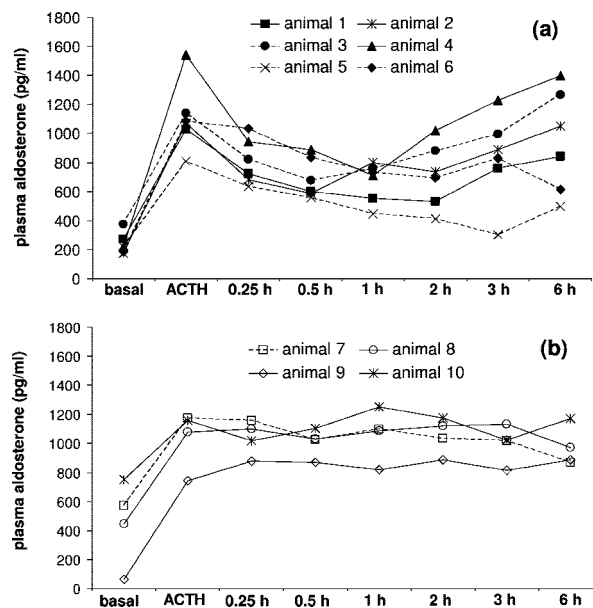 (a)
animal 1 animal 2
animal 3 animal 4
animal 5 animal 6
plasma aldosterone (pg/ml)
1800
1600
1400
1200
1000
800
600
400
200
0
basal ACTH 0.25 h 0.5 h 1 h 2 h 3 h 6 h
(b)
animal 7 animal 8
animal 9 animal 10
plasma aldosterone (pg/ml)
1800
1600
1400
1200
1000
800
600
400
200
0
basal ACTH 0.25 h 0.5 h 1 h 2 h 3 h 6 h